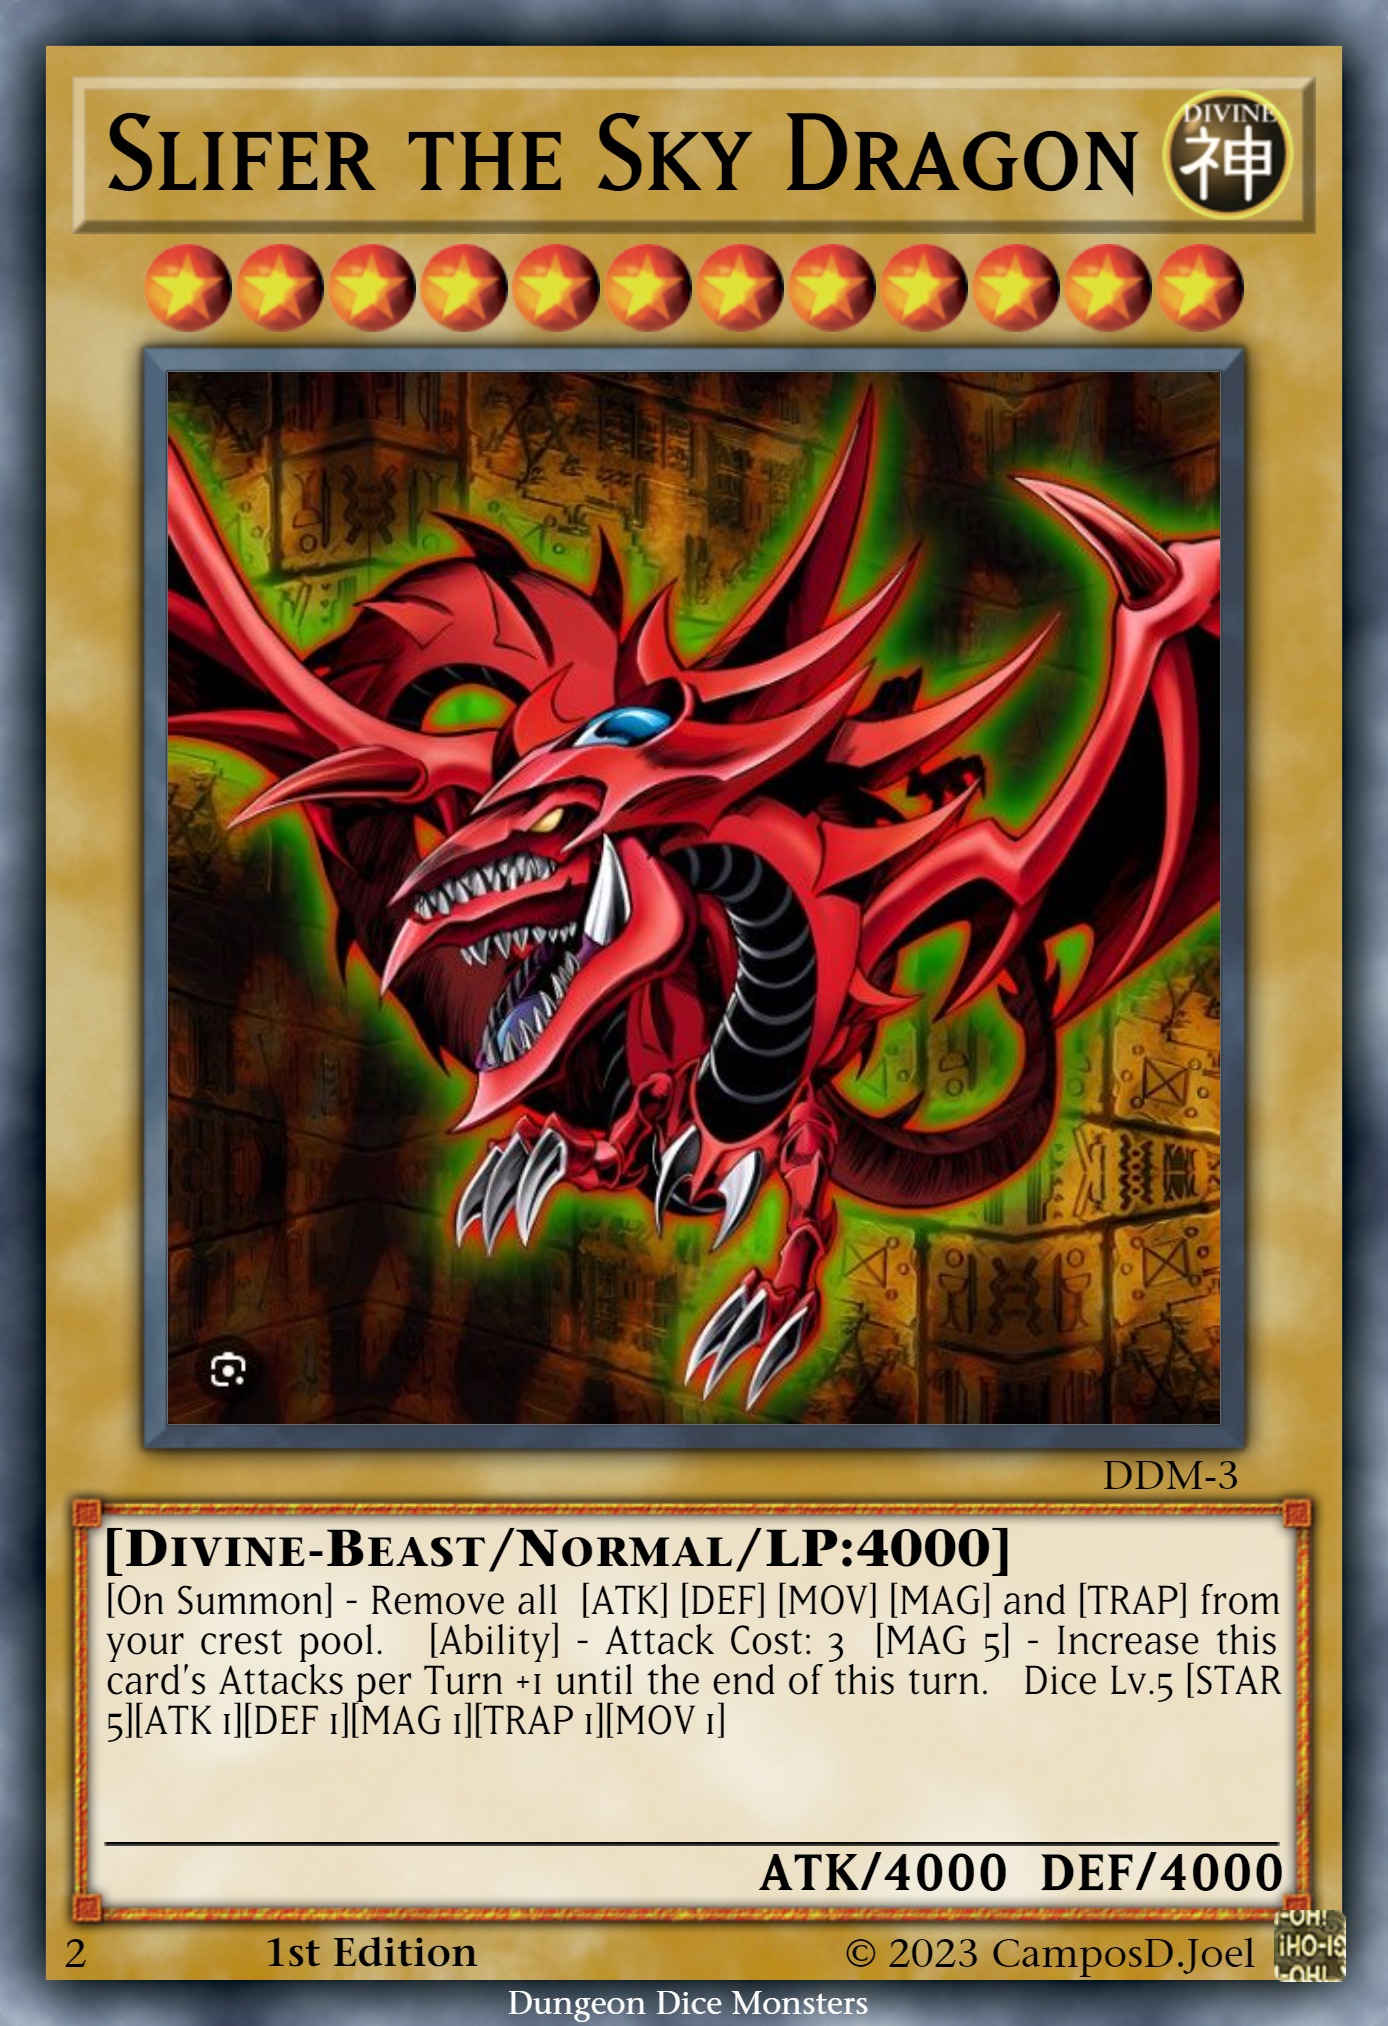 Slifer the Sky Dragon
DIVINE
神
DDM-3
[Divine-Beast/Normal/LP:4000]
[On Summon] - Remove all [ATK] [DEF] [MOV] [MAG] and [TRAP] from
your crest pool. [Ability] - Attack Cost: 3 [MAG 5] - Increase this
card's Attacks per Turn +1 until the end of this turn. Dice Lv.5 [STAR
5][ATK 1][DEF 1][MAG 1][TRAP 1][MOV 1]
ATK/4000 DEF/4000
2 1st Edition © 2023 CamposD.Joel
Dungeon Dice Monsters